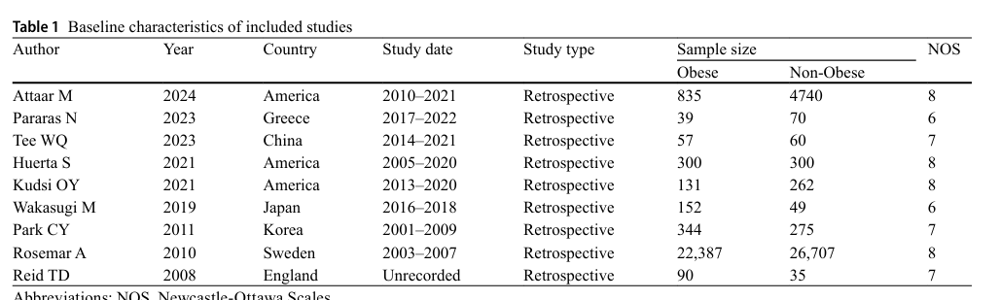 Table 1 Baseline characteristics of included studies
Author Year Country Study date Study type Sample size NOS
Obese Non-Obese
Attaar M 2024 America 2010–2021 Retrospective 835 4740 8
Pararas N 2023 Greece 2017–2022 Retrospective 39 70 6
Tee WQ 2023 China 2014–2021 Retrospective 57 60 7
Huerta S 2021 America 2005–2020 Retrospective 300 300 8
Kudsi OY 2021 America 2013–2020 Retrospective 131 262 8
Wakasugi M 2019 Japan 2016–2018 Retrospective 152 49 6
Park CY 2011 Korea 2001–2009 Retrospective 344 275 7
Rosemar A 2010 Sweden 2003–2007 Retrospective 22,387 26,707 8
Reid TD 2008 England Unrecorded Retrospective 90 35 7
Abbreviations: NOS, Newcastle-Ottawa Scales